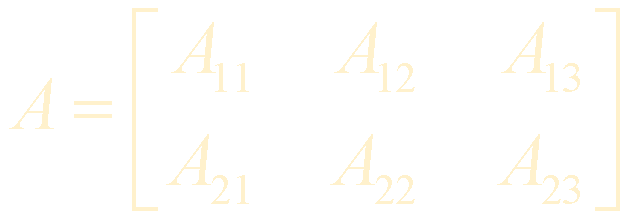 A = [ A₁₁ A₁₂ A₁₃
A₂₁ A₂₂ A₂₃ ]